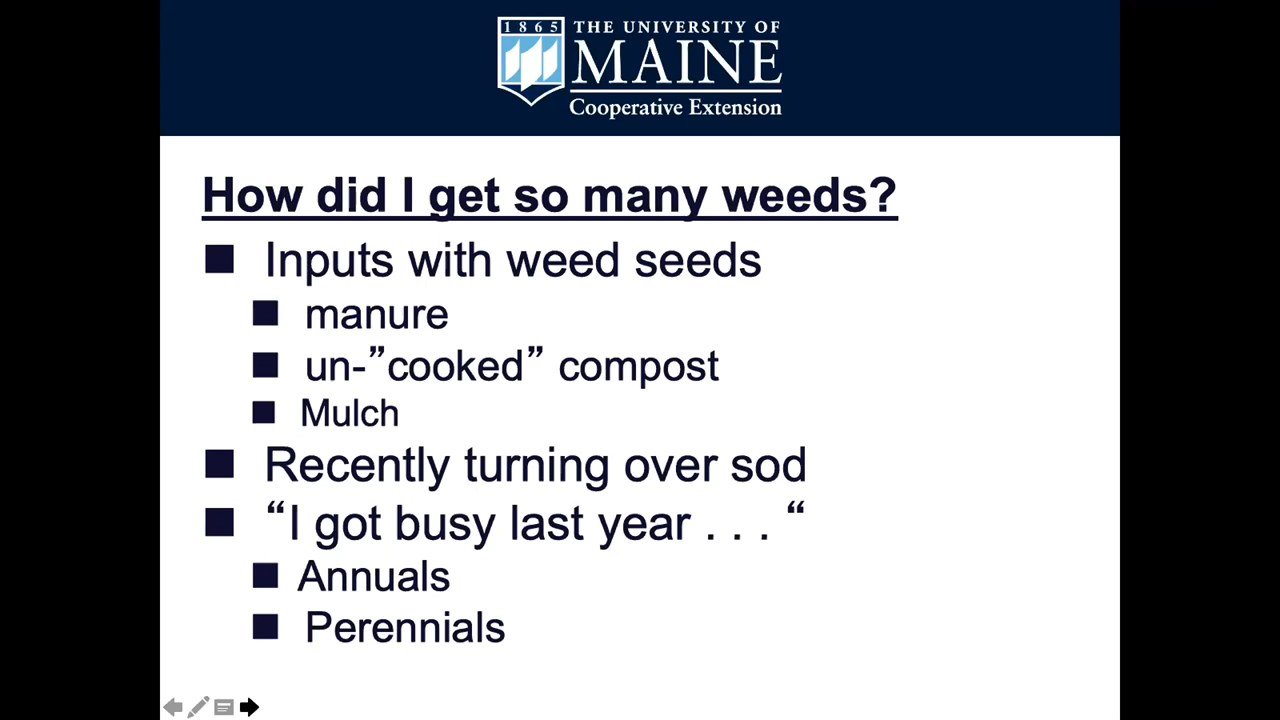 1865
THE UNIVERSITY OF
MAINE
Cooperative Extension
How did I get so many weeds?
Inputs with weed seeds
manure
un-”cooked” compost
Mulch
Recently turning over sod
“I got busy last year . . . “
Annuals
Perennials